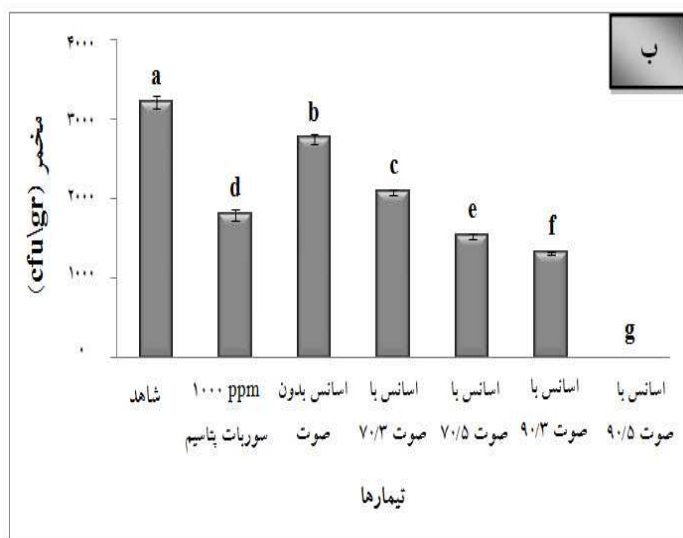 ب
۴۰۰۰
۳۰۰۰
۲۰۰۰
۱۰۰۰
۰
مخمر (cfu\gr)
a
d
b
c
e
f
g
شاهد
۱۰۰۰ ppm
سوربات پتاسیم
اسانس بدون
صوت
اسانس با
صوت ۷۰/۳
اسانس با
صوت ۷۰/۵
اسانس با
صوت ۹۰/۳
اسانس با
صوت ۹۰/۵
تیمارها